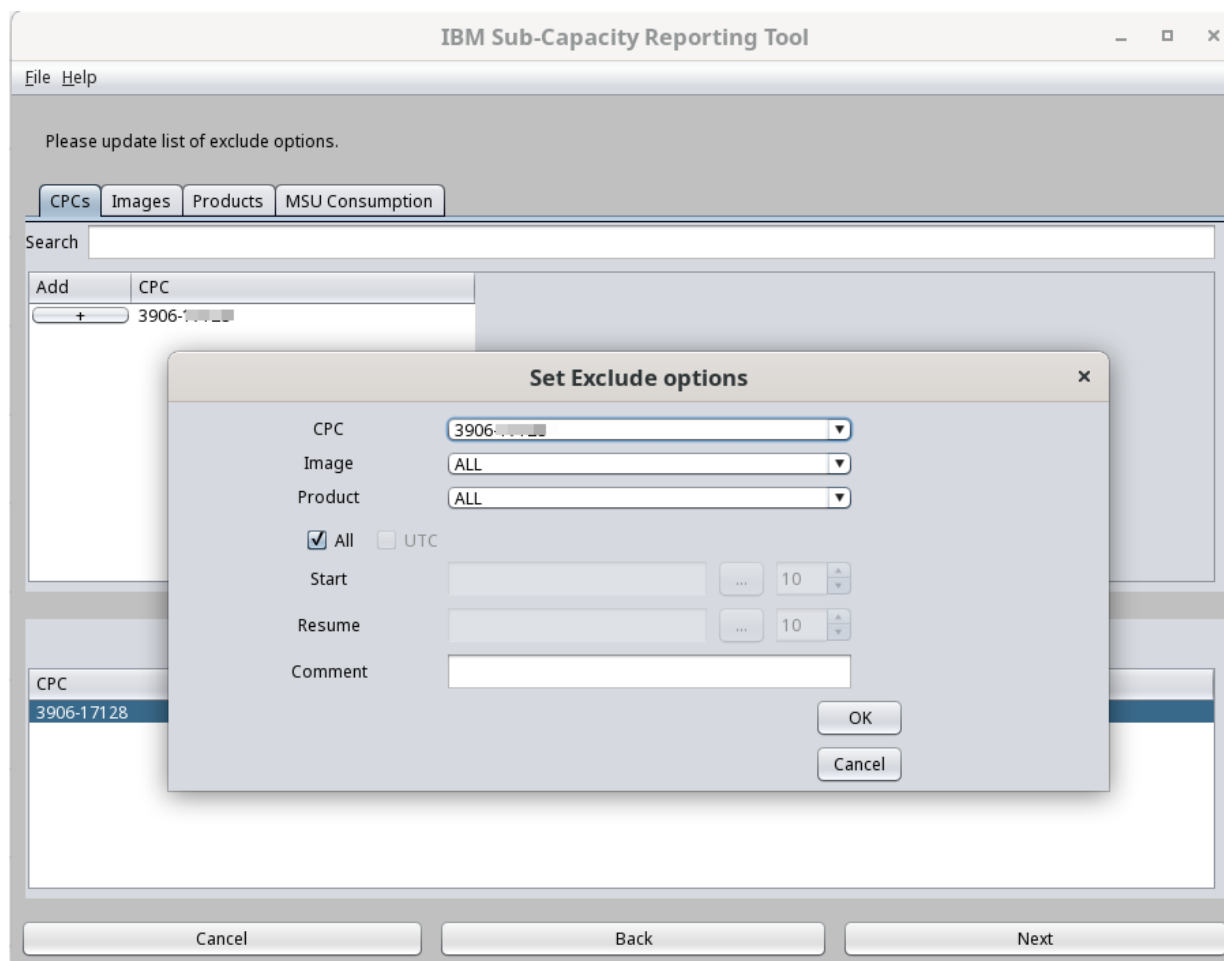 IBM Sub-Capacity Reporting Tool
File Help
Please update list of exclude options.
CPCs Images Products MSU Consumption
Search
Add CPC
+ 3906-
Set Exclude options
CPC 3906-
Image ALL
Product ALL
All UTC
Start ... 10
Resume ... 10
Comment
CPC
3906-17128
OK
Cancel
Cancel Back Next